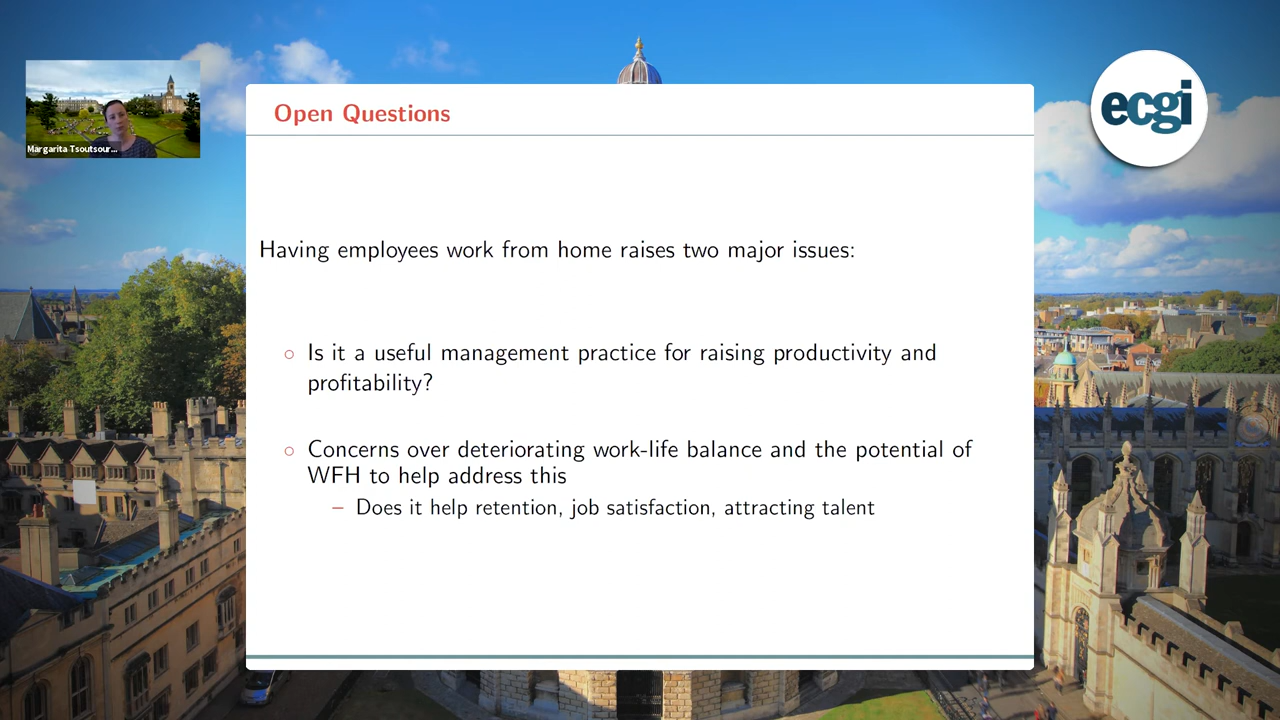 Margarita Tsoutsour...
ecgi
Open Questions
Having employees work from home raises two major issues:
Is it a useful management practice for raising productivity and
profitability?
Concerns over deteriorating work-life balance and the potential of
WFH to help address this
– Does it help retention, job satisfaction, attracting talent